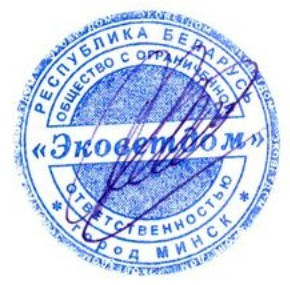 РЕСПУБЛИКА БЕЛАРУСЬ
ОБЩЕСТВО С ОГРАНИЧЕННОЙ
«Эковетдом»
ОТВЕТСТВЕННОСТЬЮ
* ГОРОД МИНСК *